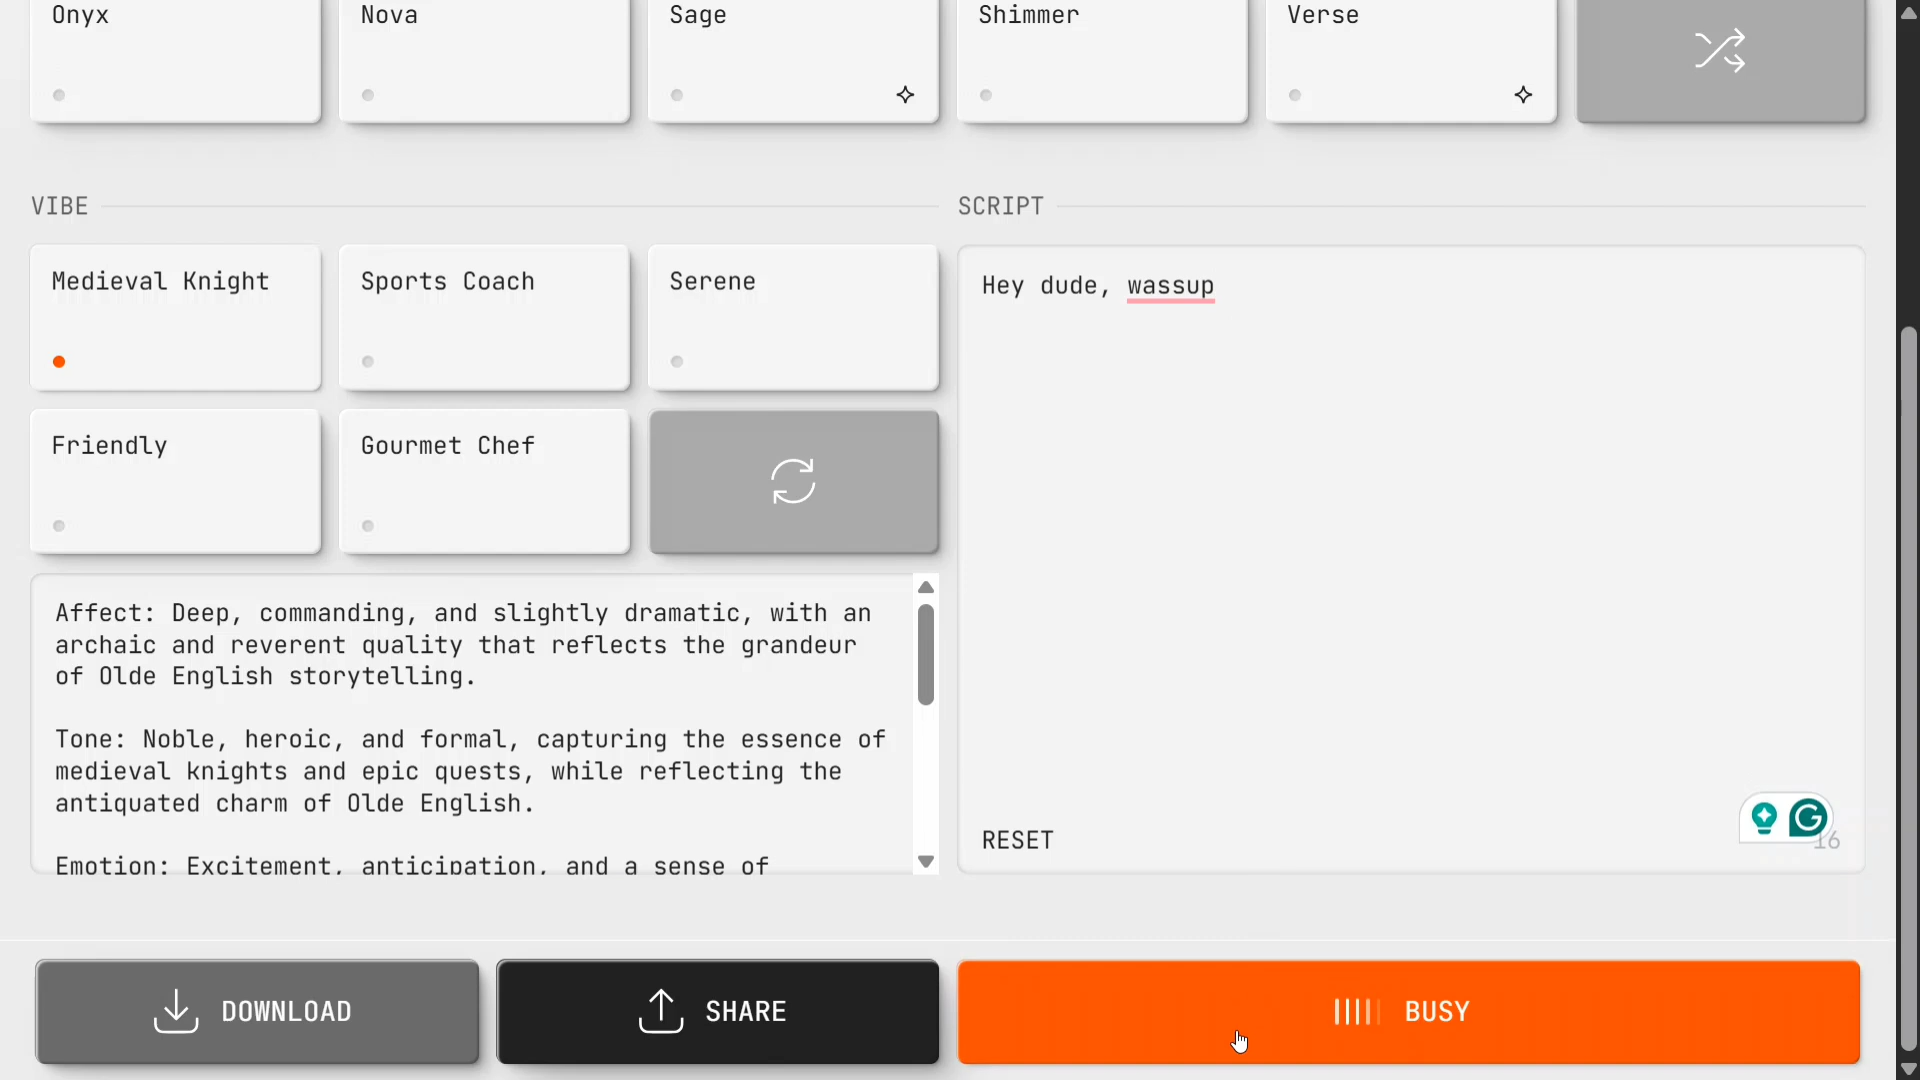 Onyx
Nova
Sage
Shimmer
Verse
VIBE
SCRIPT
Medieval Knight
Sports Coach
Serene
Friendly
Gourmet Chef
Affect: Deep, commanding, and slightly dramatic, with an
archaic and reverent quality that reflects the grandeur
of Olde English storytelling.
Tone: Noble, heroic, and formal, capturing the essence of
medieval knights and epic quests, while reflecting the
antiquated charm of Olde English.
Emotion: Excitement, anticipation, and a sense of
Hey dude, wassup
RESET
16
DOWNLOAD
SHARE
BUSY